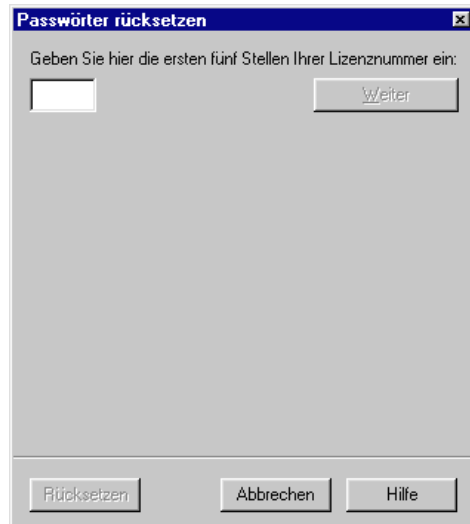 Passwörter rücksetzen
Geben Sie hier die ersten fünf Stellen Ihrer Lizenznummer ein:
Weiter
Rücksetzen Abbrechen Hilfe